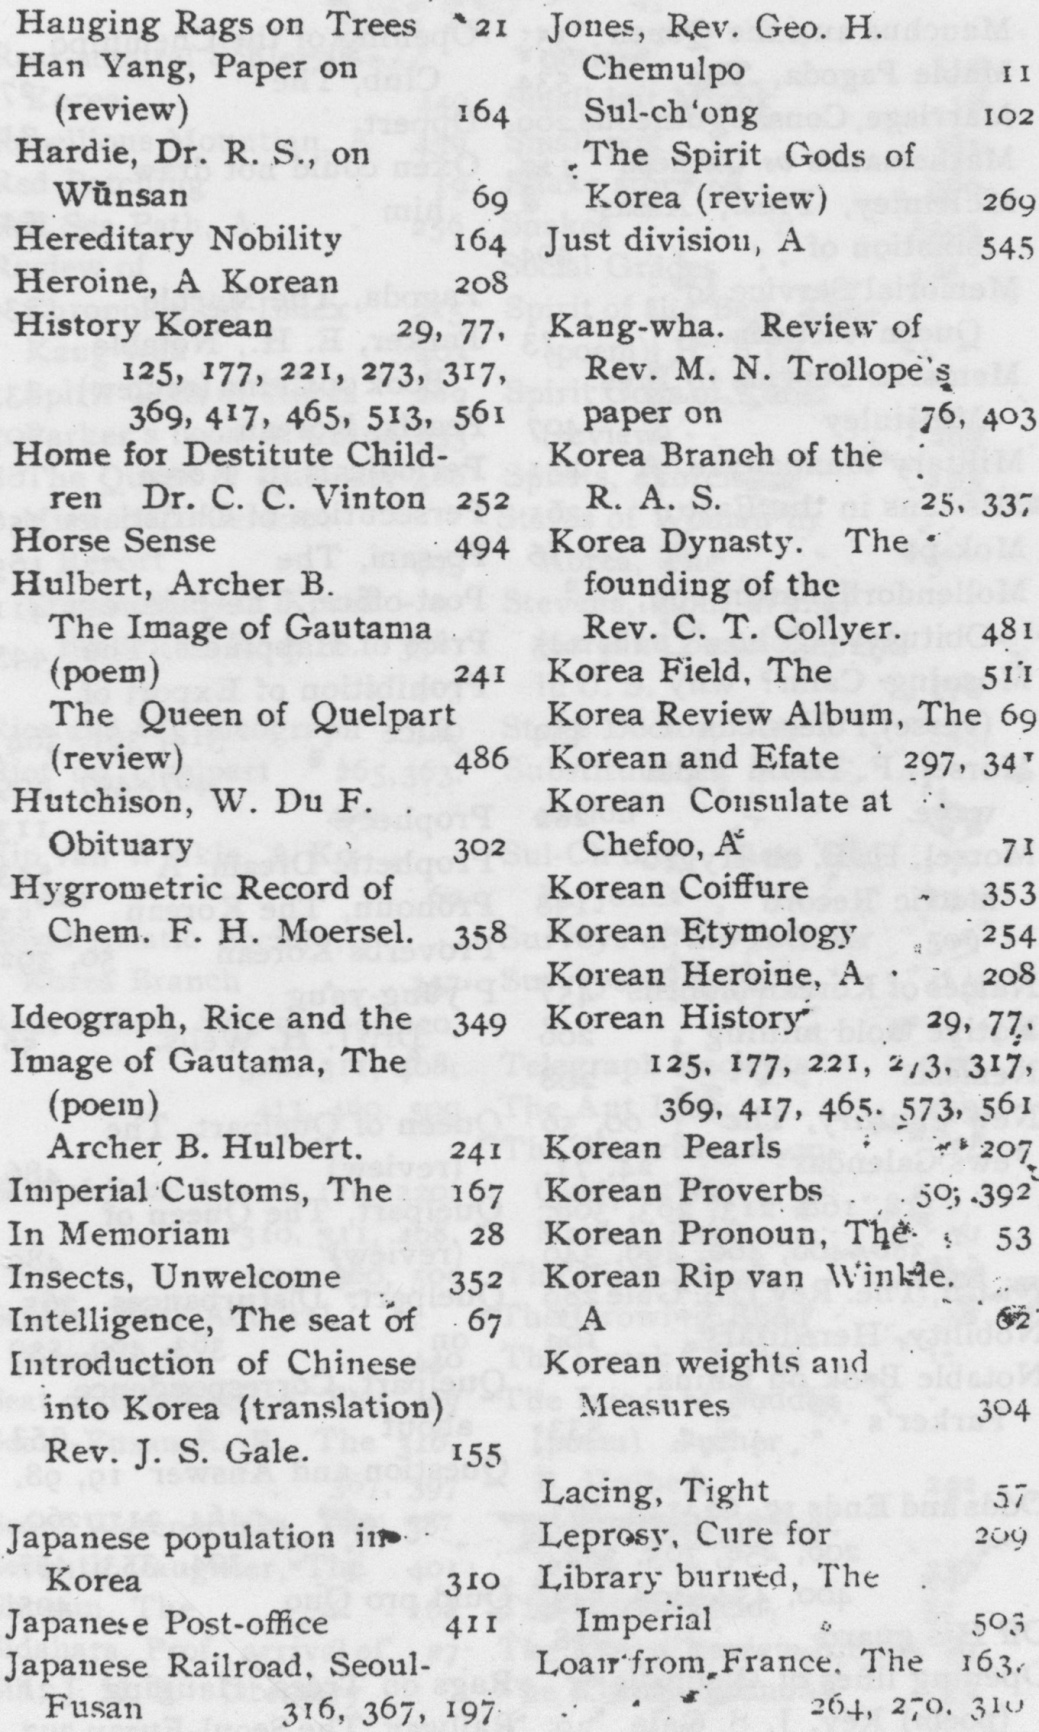 Hanging Rags on Trees 21
Han Yang, Paper on
(review) 164
Hardie, Dr. R. S., on
Wŭnsan 69
Hereditary Nobility 164
Heroine, A Korean 208
History Korean 29, 77,
125, 177, 221, 273, 317,
369, 417, 465, 513, 561
Home for Destitute Child-
ren Dr. C. C. Vinton 252
Horse Sense 494
Hulbert, Archer B.
The Image of Gautama
(poem) 241
The Queen of Quelpart
(review) 486
Hutchison, W. Du F.
Obituary 302
Hygrometric Record of
Chem. F. H. Moersel. 358
Ideograph, Rice and the 349
Image of Gautama, The
(poem)
Archer B. Hulbert. 241
Imperial Customs, The 167
In Memoriam 28
Insects, Unwelcome 352
Intelligence, The seat of 67
Introduction of Chinese
into Korea (translation)
Rev. J. S. Gale. 155
Japanese population in
Korea 310
Japanese Post-office 411
Japanese Railroad, Seoul-
Fusan 316, 367, 197
Jones, Rev. Geo. H.
Chemulpo 11
Sul-ch‘ong 102
The Spirit Gods of
Korea (review) 269
Just division, A 545
Kang-wha. Review of
Rev. M. N. Trollope's
paper on 76, 403
Korea Branch of the
R. A. S. 25, 337
Korea Dynasty. The
founding of the
Rev. C. T. Collyer. 481
Korea Field, The 511
Korea Review Album, The 69
Korean and Efate 297, 341
Korean Consulate at
Chefoo, A 71
Korean Coiffure 353
Korean Etymology 254
Korean Heroine, A 208
Korean History 29, 77,
125, 177, 221, 273, 317,
369, 417, 465. 573, 561
Korean Pearls 207
Korean Proverbs 50, 392
Korean Pronoun, The 53
Korean Rip van Winkle.
A 62
Korean weights and
Measures 304
Lacing, Tight 57
Leprosy, Cure for 209
Library burned, The
Imperial 503
Loan from France. The 163,
264, 270. 310